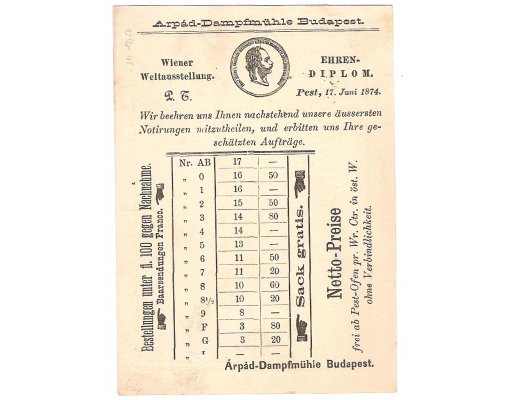 Arpád-Dampfmühle Budapest.
Wiener
Weltausstellung.
EHREN-
DIPLOM.
P. T.
Pest, 17. Juni 1874.
Wir beehren uns Ihnen nachstehend unsere äussersten
Notirungen mitzutheilen, und erbitten uns Ihre ge-
schätzten Aufträge.
Bestellungen unter fl. 100 gegen Nachnahme.
Baarsendungen Franco.
Nr. AB 17 —
„ 0 16 50
„ 1 16 —
„ 2 15 50
„ 3 14 80
„ 4 14 —
„ 5 13 —
„ 6 11 50
„ 7 11 20
„ 8 10 60
„ 8½ 10 20
„ 9 8 —
„ F 3 80
„ G 3 20
Sack gratis.
Netto-Preise
frei ab Pest-Ofen pr. Wr. Ctr. in öst. W.
ohne Verbindlichkeit.
Árpád-Dampfmühle Budapest.